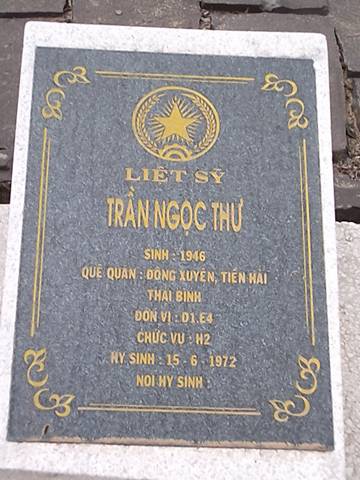 LIỆT SỸ
TRẦN NGỌC THƯ
SINH : 1946
QUÊ QUÁN : ĐÔNG XUYÊN, TIỀN HẢI
THÁI BÌNH
ĐƠN VỊ : D1.E4
CHỨC VỤ : H2
HY SINH : 15 - 6 - 1972
NƠI HY SINH :